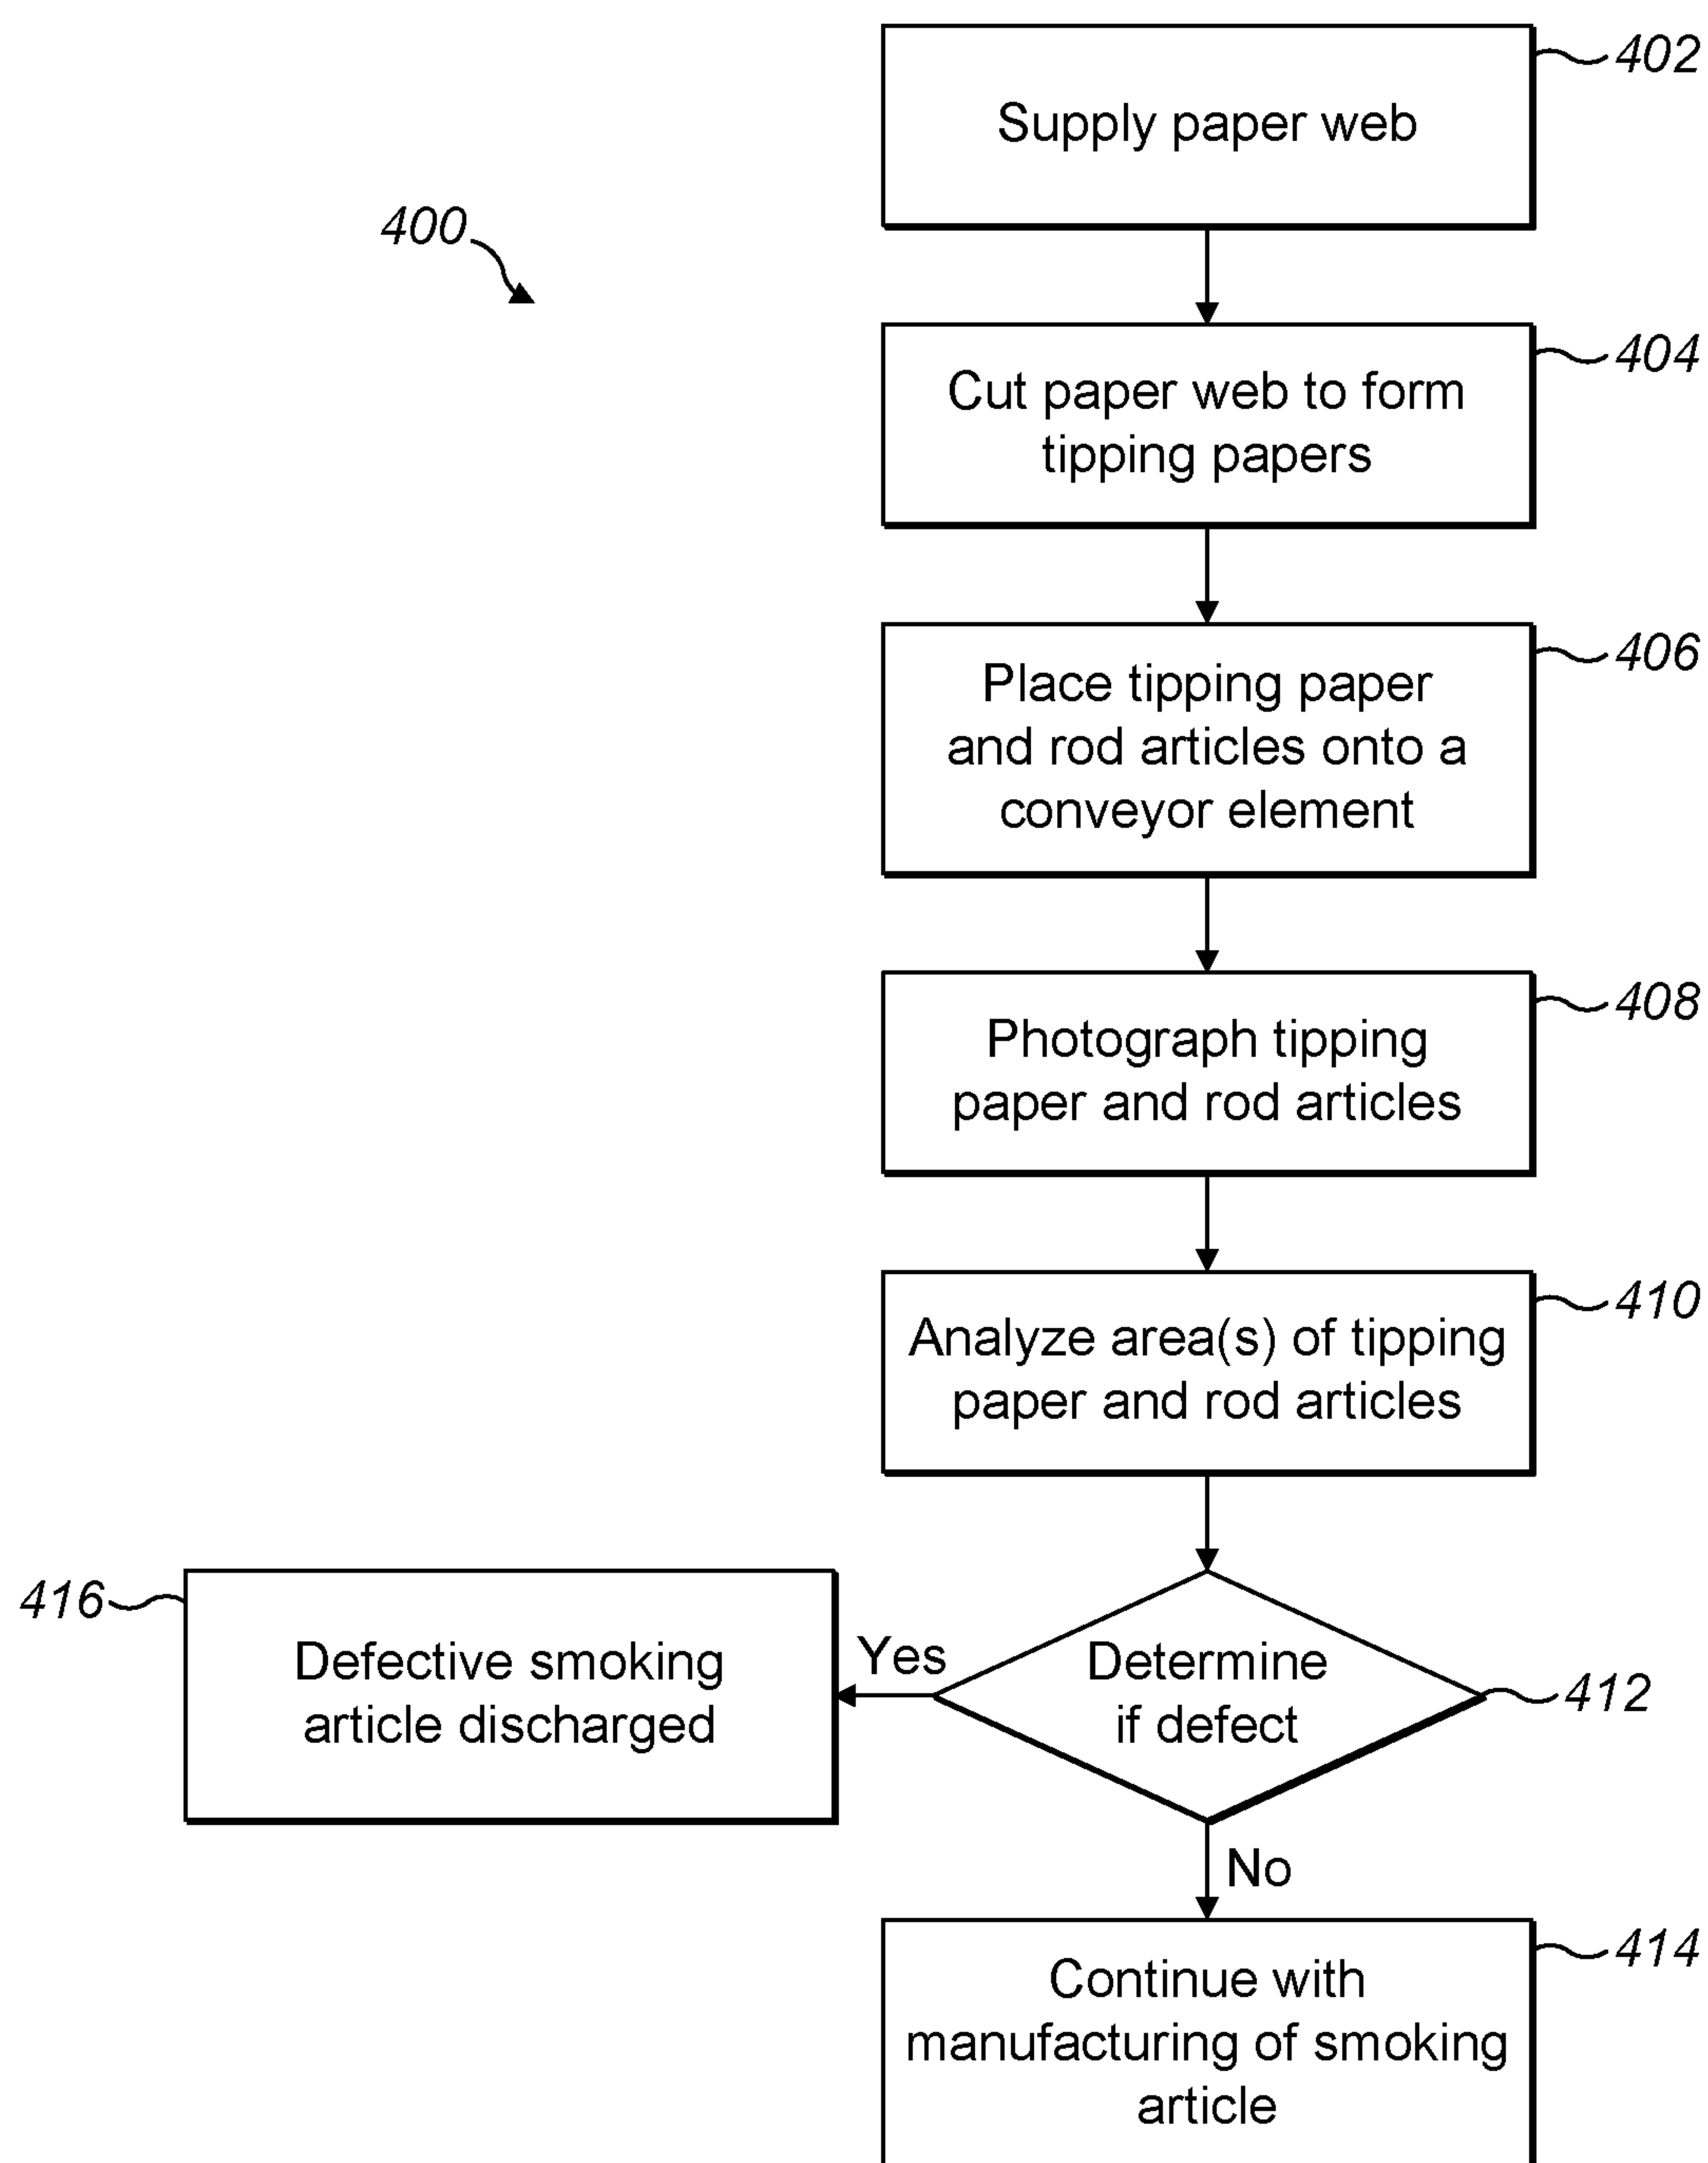 402
Supply paper web
400
404
Cut paper web to form
tipping papers
406
Place tipping paper
and rod articles onto a
conveyor element
408
Photograph tipping
paper and rod articles
410
Analyze area(s) of tipping
paper and rod articles
416
Defective smoking
article discharged
Yes
Determine
if defect
412
No
414
Continue with
manufacturing of smoking
article